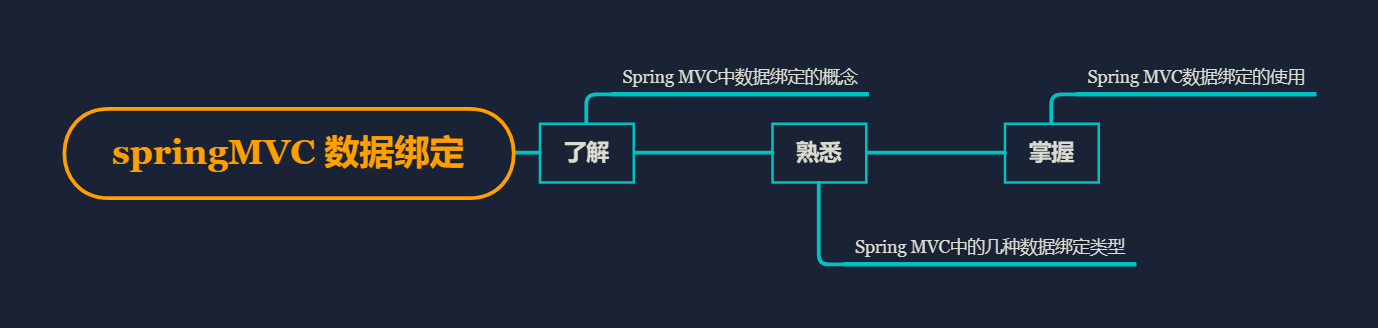 springMVC 数据绑定
了解
Spring MVC中数据绑定的概念
熟悉
Spring MVC中的几种数据绑定类型
掌握
Spring MVC数据绑定的使用